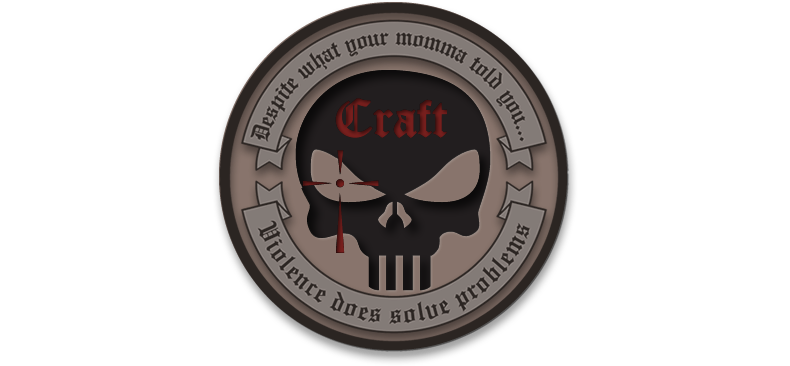 Despite what your momma told you...
Craft
Violence does solve problems